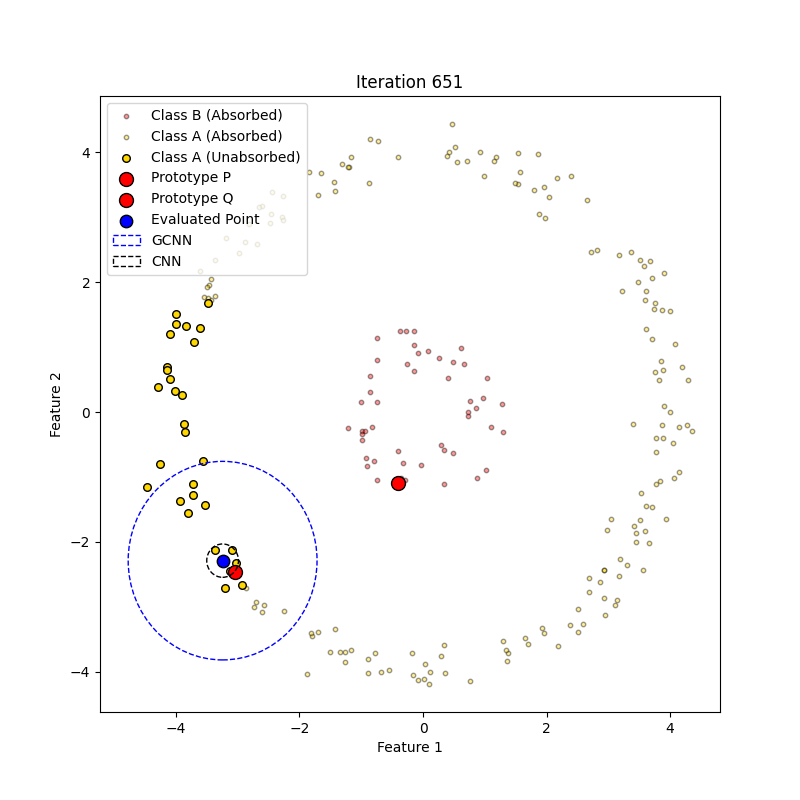 Iteration 651
Class B (Absorbed)
Class A (Absorbed)
Class A (Unabsorbed)
Prototype P
Prototype Q
Evaluated Point
GCNN
CNN
4
2
0
−2
−4
Feature 2
−4 −2 0 2 4
Feature 1